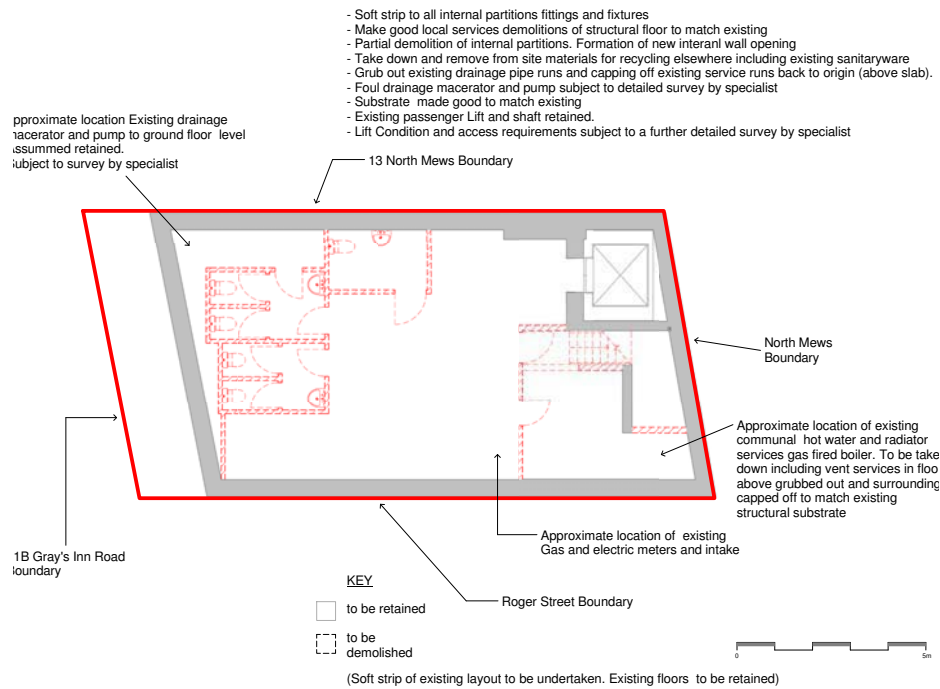 - Soft strip to all internal partitions fittings and fixtures
- Make good local services demolitions of structural floor to match existing
- Partial demolition of internal partitions. Formation of new interanl wall opening
- Take down and remove from site materials for recycling elsewhere including existing sanitaryware
- Grub out existing drainage pipe runs and capping off existing service runs back to origin (above slab).
- Foul drainage macerator and pump subject to detailed survey by specialist
- Substrate made good to match existing
- Existing passenger Lift and shaft retained.
- Lift Condition and access requirements subject to a further detailed survey by specialist
pproximate location Existing drainage
nacerator and pump to ground floor level
Assummed retained.
Subject to survey by specialist
13 North Mews Boundary
North Mews
Boundary
Approximate location of existing
communal hot water and radiator
services gas fired boiler. To be take
down including vent services in floo
above grubbed out and surrounding
capped off to match existing
structural substrate
Approximate location of existing
Gas and electric meters and intake
1B Gray's Inn Road
Boundary
Roger Street Boundary
KEY
to be retained
to be
demolished
(Soft strip of existing layout to be undertaken. Existing floors to be retained)
0
5m